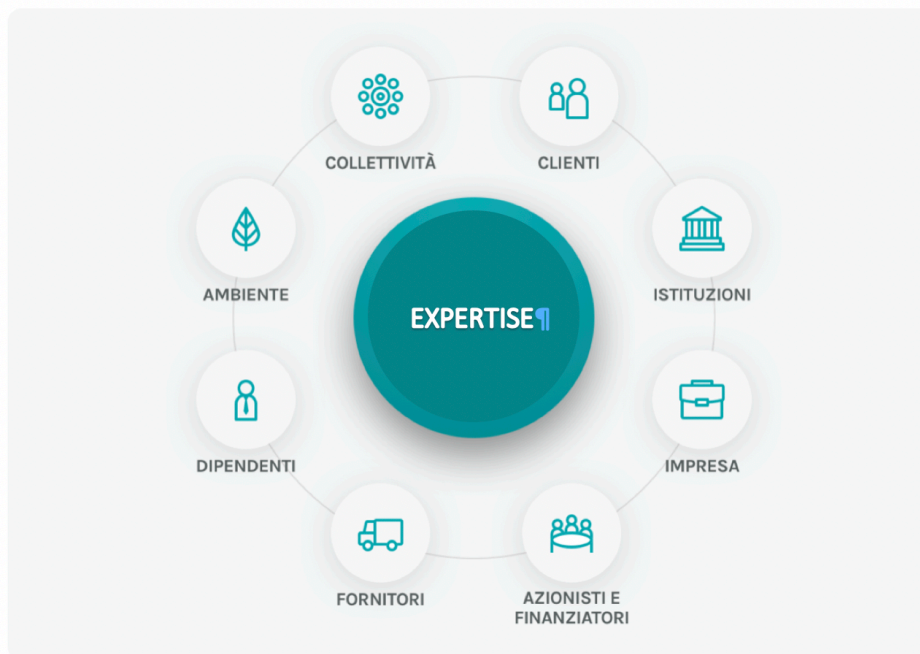 COLLETTIVITÀ
CLIENTI
AMBIENTE
ISTITUZIONI
EXPERTISE¶
DIPENDENTI
IMPRESA
FORNITORI
AZIONISTI E
FINANZIATORI